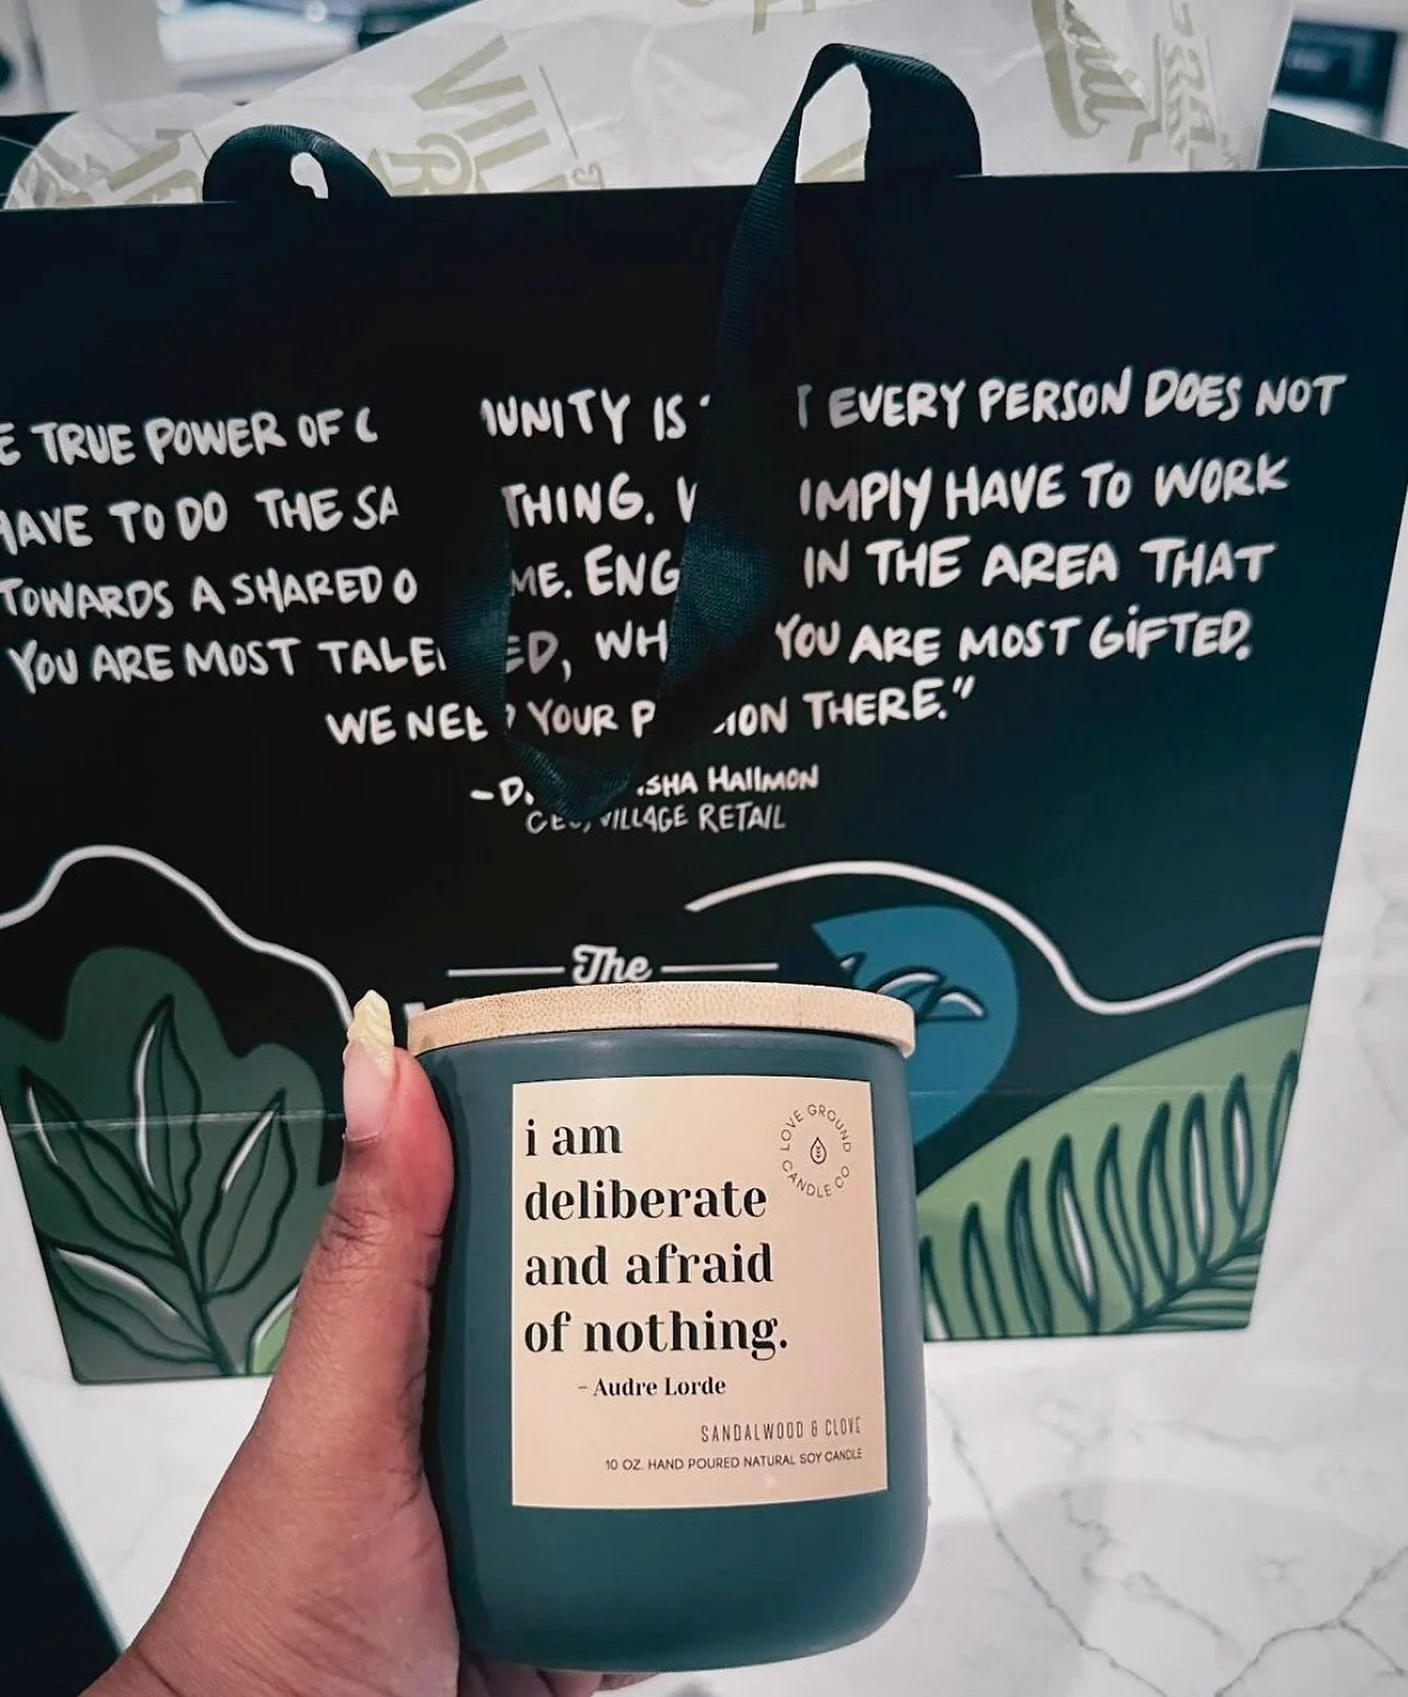 VIL
E TRUE POWER OF C UNITY IS T EVERY PERSON DOES NOT
HAVE TO DO THE SA THING. W IMPLY HAVE TO WORK
TOWARDS A SHARED O ME. ENG IN THE AREA THAT
YOU ARE MOST TALE ED, WH YOU ARE MOST GIFTED.
WE NEED YOUR P ION THERE."
-D. SHA HAllMON
CEO, VILLAGE RETAIL
The
i am
deliberate
and afraid
of nothing.
- Audre Lorde
LOVE GROUND
CANDLE CO
SANDALWOOD & CLOVE
10 OZ. HAND POURED NATURAL SOY CANDLE